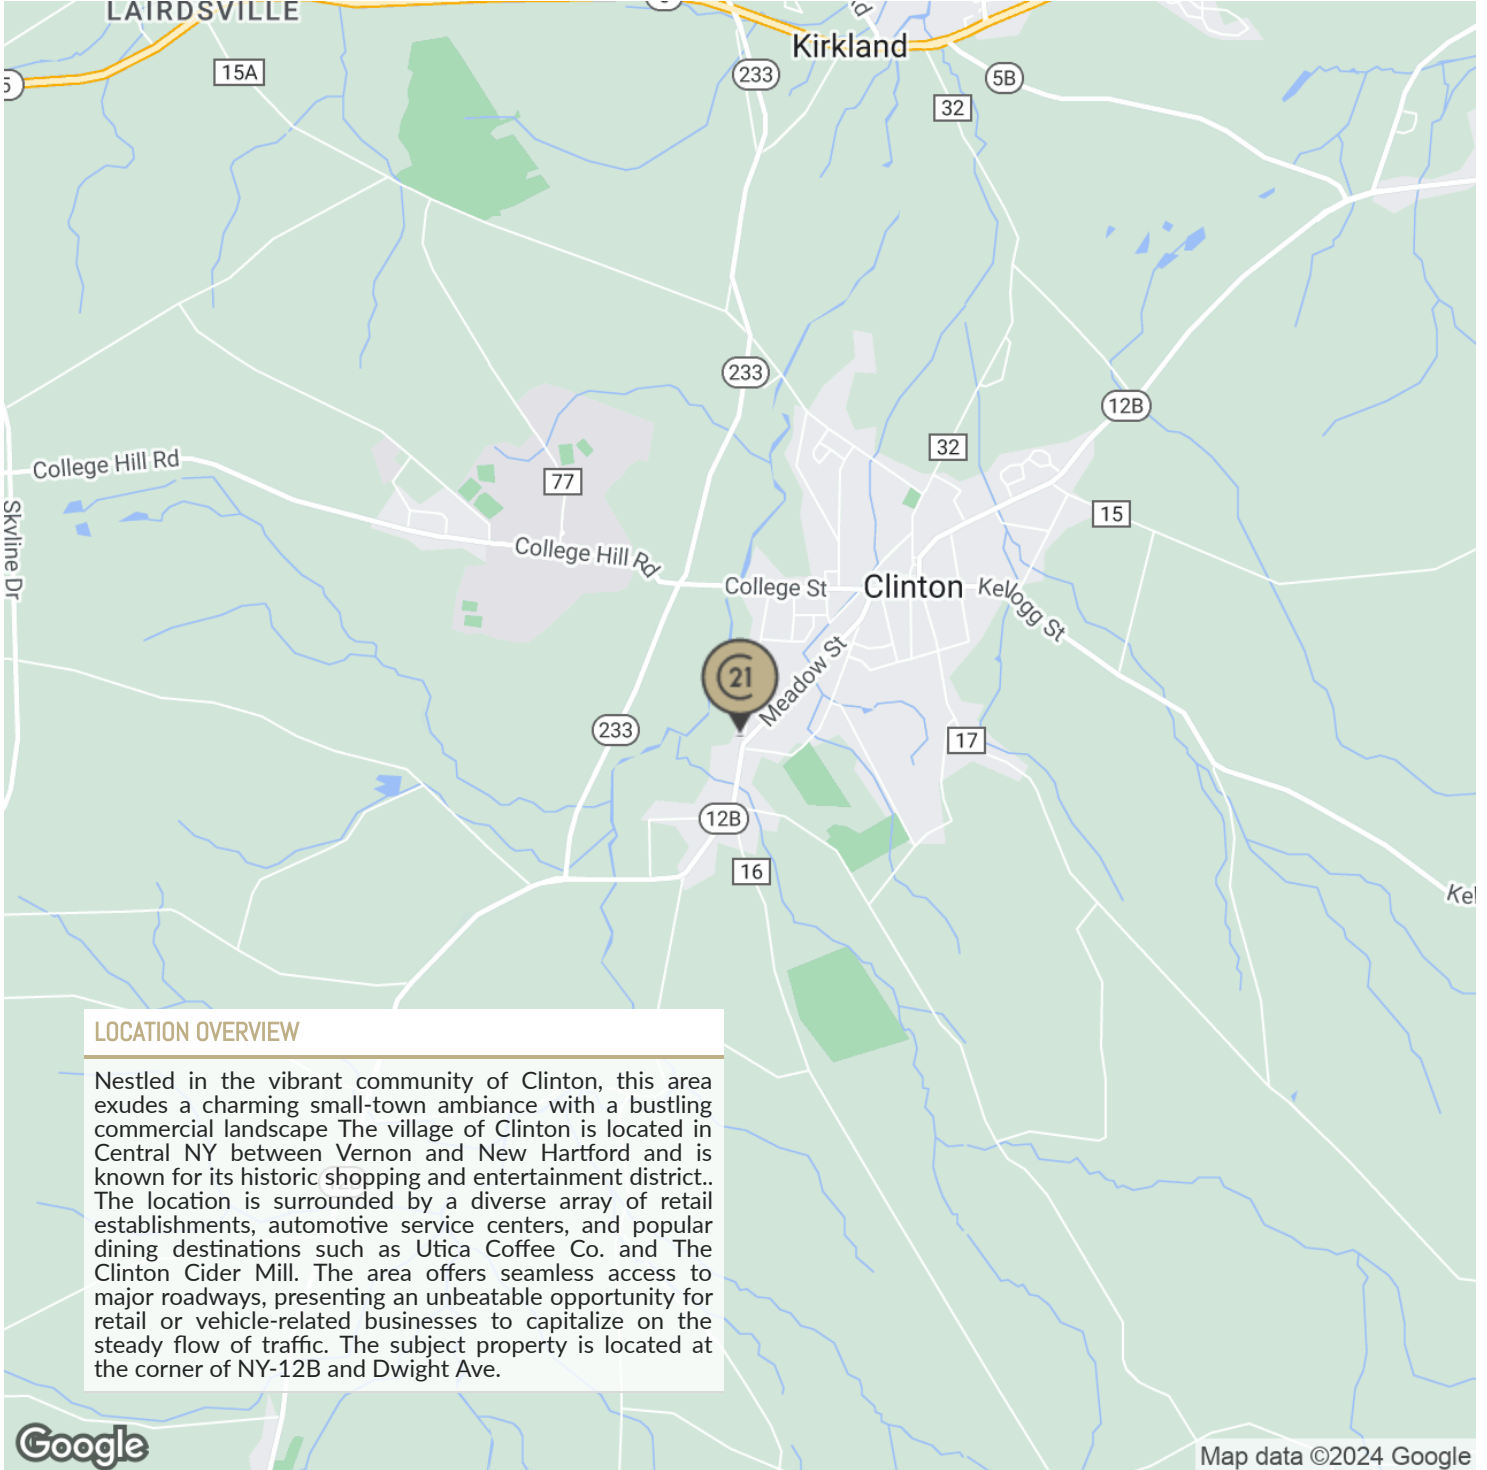 LAIRDSVILLE
Kirkland
15A
233
5B
32
5
233
12B
32
College Hill Rd
77
15
Skyline Dr
College Hill Rd
College St
Clinton
Kellogg St
Meadow St
21
233
17
12B
16
Kel
LOCATION OVERVIEW
Nestled in the vibrant community of Clinton, this area
exudes a charming small-town ambiance with a bustling
commercial landscape The village of Clinton is located in
Central NY between Vernon and New Hartford and is
known for its historic shopping and entertainment district..
The location is surrounded by a diverse array of retail
establishments, automotive service centers, and popular
dining destinations such as Utica Coffee Co. and The
Clinton Cider Mill. The area offers seamless access to
major roadways, presenting an unbeatable opportunity for
retail or vehicle-related businesses to capitalize on the
steady flow of traffic. The subject property is located at
the corner of NY-12B and Dwight Ave.
Google
Map data ©2024 Google